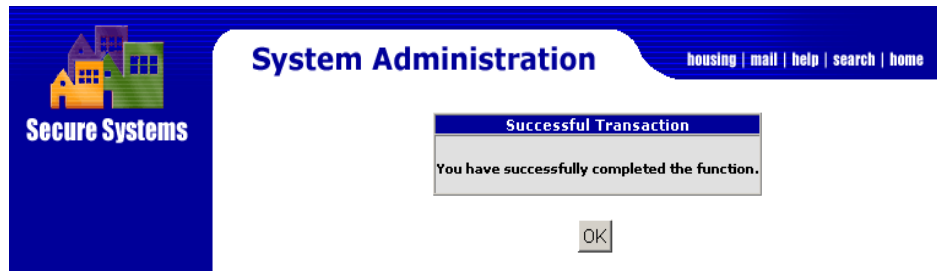 System Administration
housing | mail | help | search | home
Secure Systems
Successful Transaction
You have successfully completed the function.
OK